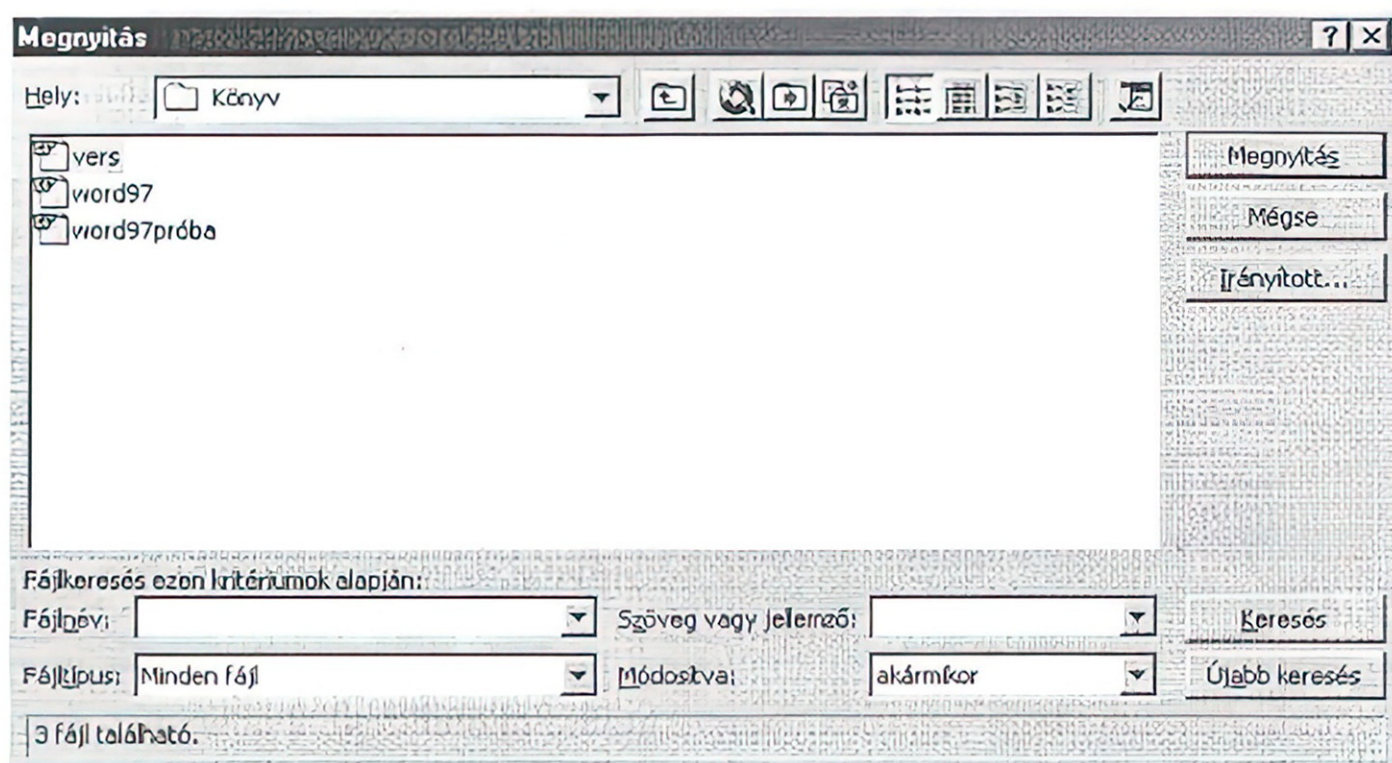 Megnyitás
Hely: Könyv
vers
word97
word97próba
Megnyitás
Mégse
Irányított...
Fájlkeresés ezen kritériumok alapján:
Fájlnév: Szöveg vagy jellemző: Keresés
Fájltípus: Minden fájl Módosítva: akármikor Újabb keresés
3 fájl található.